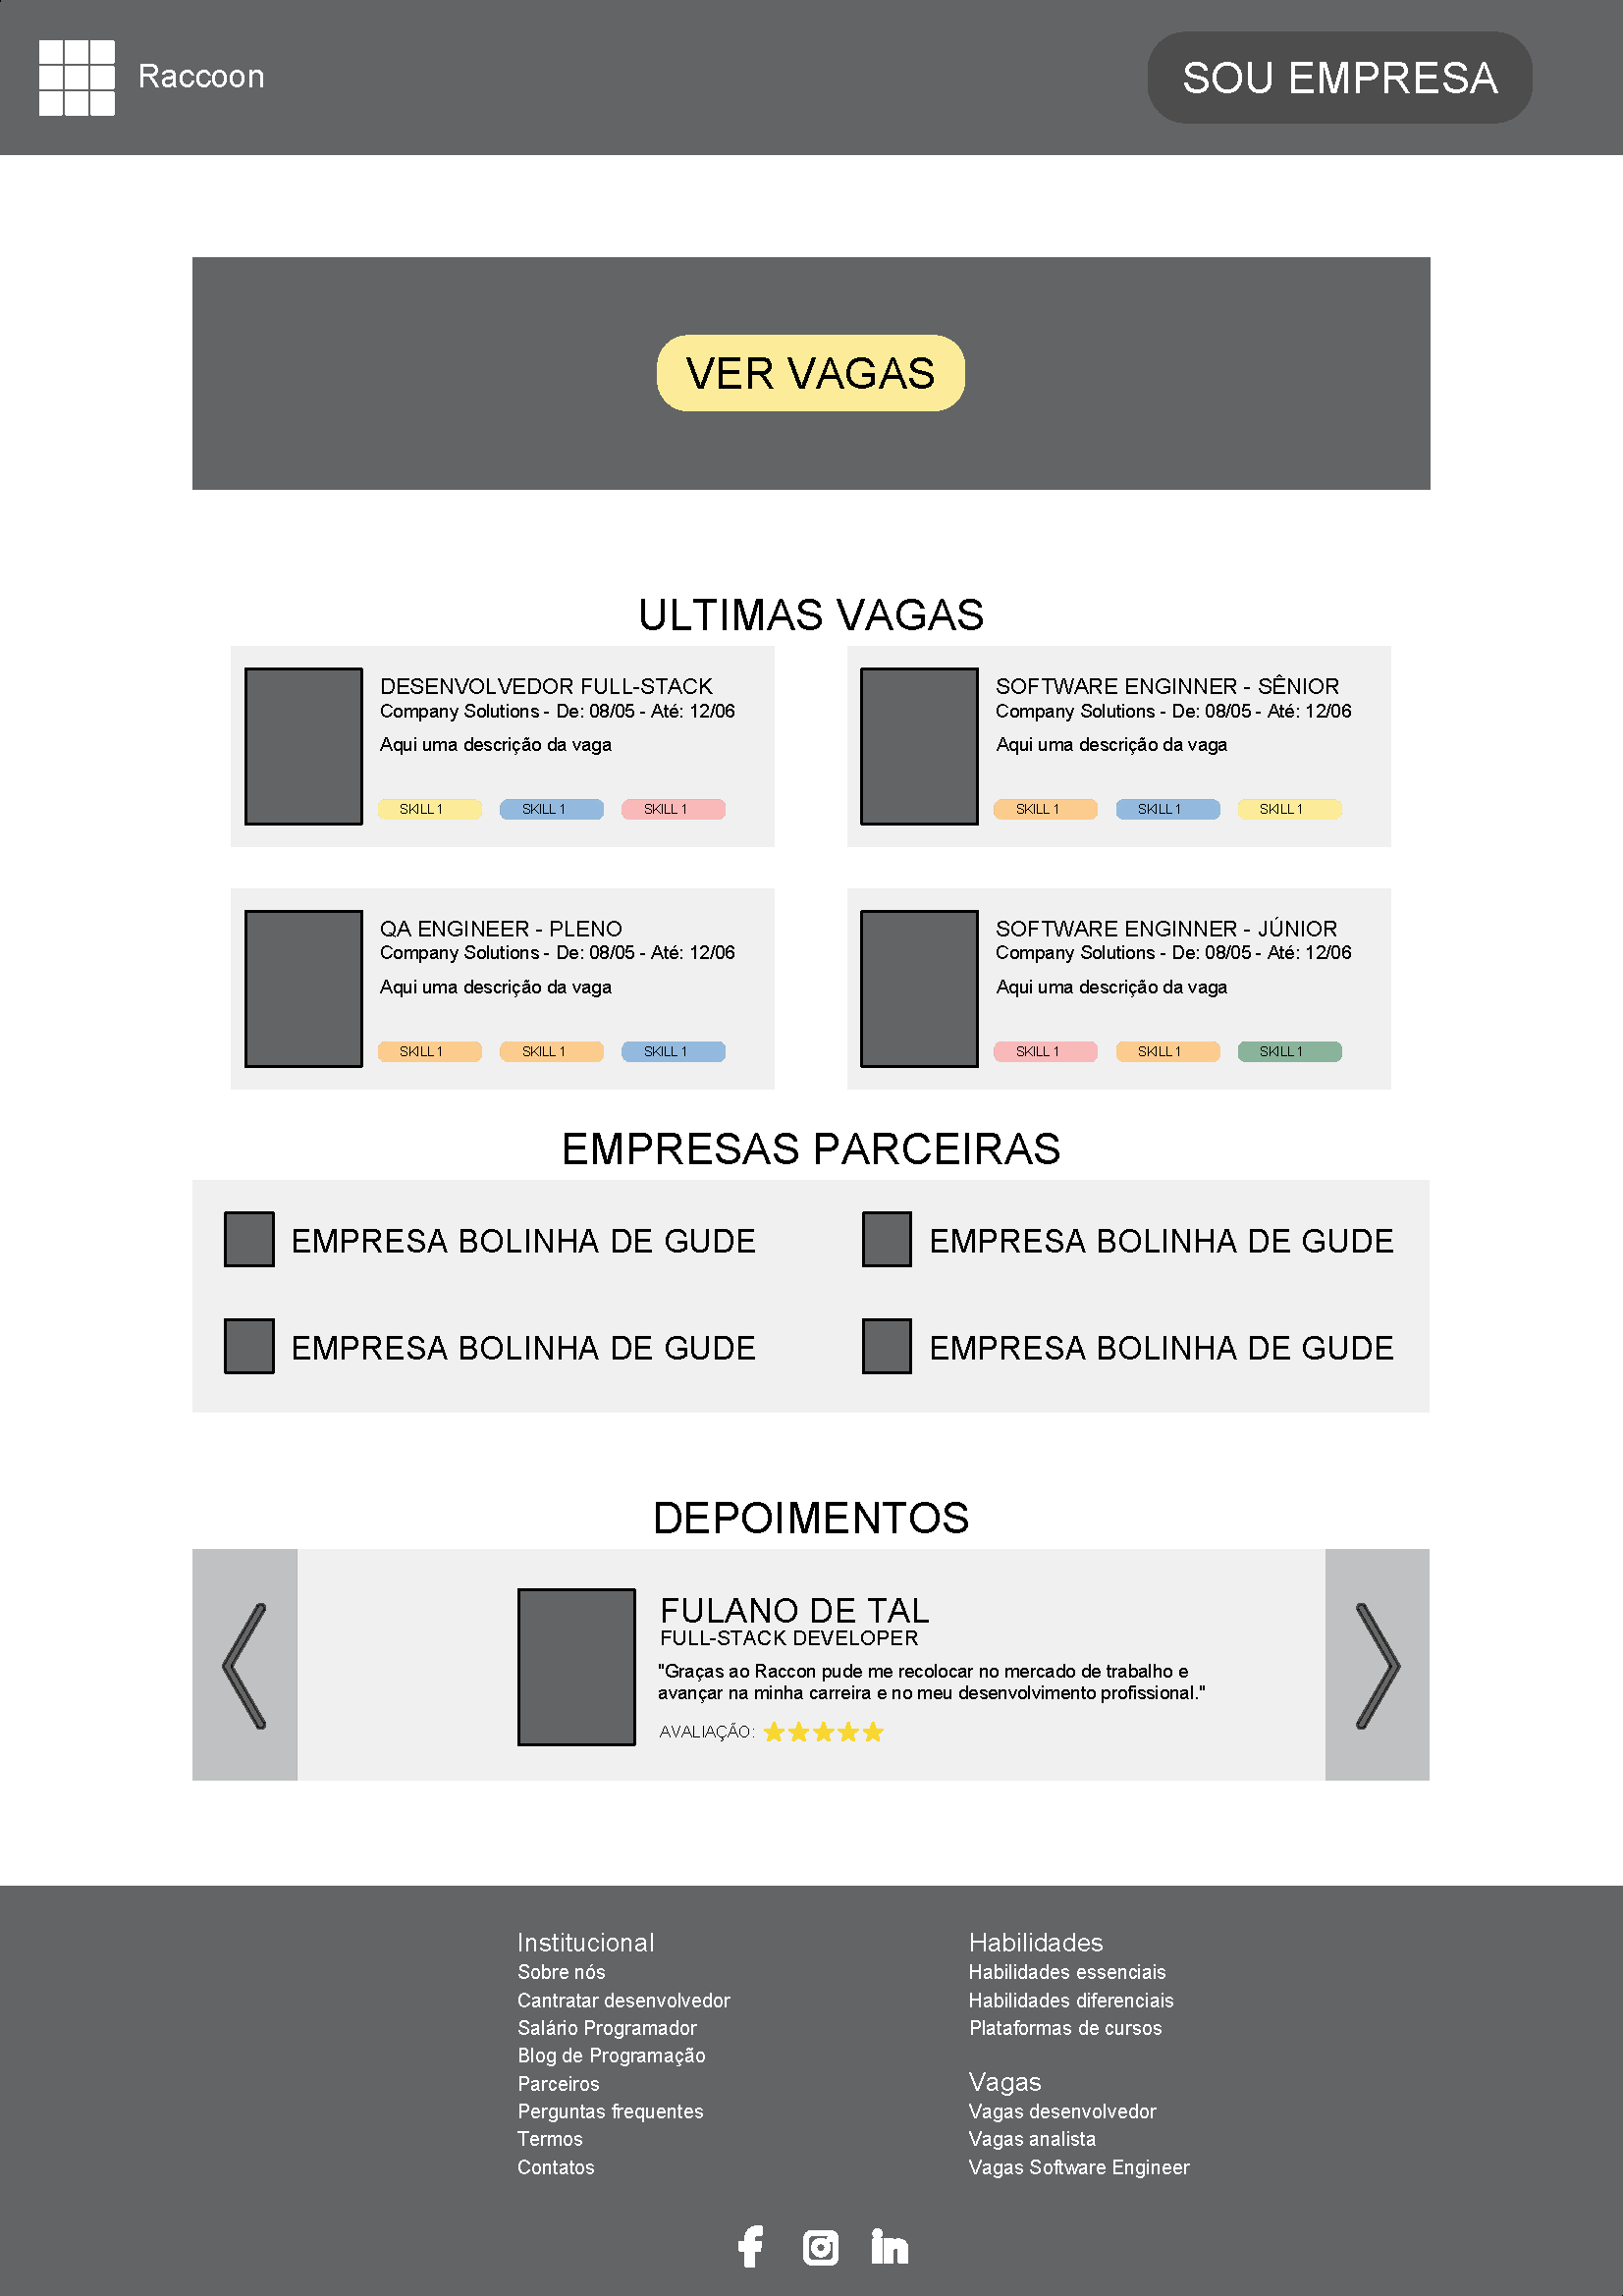 Raccoon
SOU EMPRESA
VER VAGAS
ULTIMAS VAGAS
DESENVOLVEDOR FULL-STACK
Company Solutions - De: 08/05 - Até: 12/06
Aqui uma descrição da vaga
SKILL 1 SKILL 1 SKILL 1
SOFTWARE ENGINNER - SÊNIOR
Company Solutions - De: 08/05 - Até: 12/06
Aqui uma descrição da vaga
SKILL 1 SKILL 1 SKILL 1
QA ENGINEER - PLENO
Company Solutions - De: 08/05 - Até: 12/06
Aqui uma descrição da vaga
SKILL 1 SKILL 1 SKILL 1
SOFTWARE ENGINNER - JÚNIOR
Company Solutions - De: 08/05 - Até: 12/06
Aqui uma descrição da vaga
SKILL 1 SKILL 1 SKILL 1
EMPRESAS PARCEIRAS
EMPRESA BOLINHA DE GUDE
EMPRESA BOLINHA DE GUDE
EMPRESA BOLINHA DE GUDE
EMPRESA BOLINHA DE GUDE
DEPOIMENTOS
FULANO DE TAL
FULL-STACK DEVELOPER
"Graças ao Raccon pude me recolocar no mercado de trabalho e
avançar na minha carreira e no meu desenvolvimento profissional."
AVALIAÇÃO:
Institucional
Sobre nós
Cantratar desenvolvedor
Salário Programador
Blog de Programação
Parceiros
Perguntas frequentes
Termos
Contatos
Habilidades
Habilidades essenciais
Habilidades diferenciais
Plataformas de cursos
Vagas
Vagas desenvolvedor
Vagas analista
Vagas Software Engineer